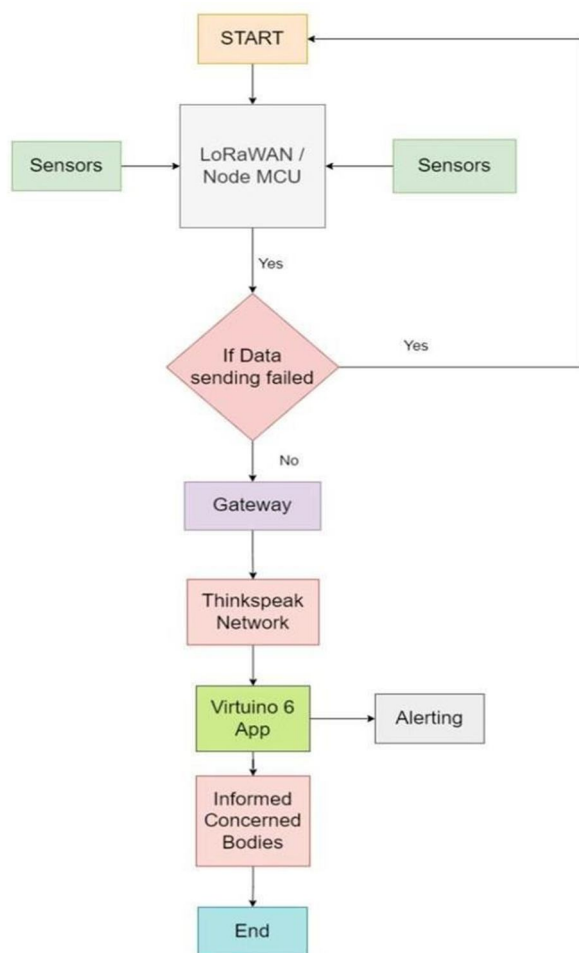 START
Sensors
LoRaWAN /
Node MCU
Sensors
Yes
If Data
sending failed
Yes
No
Gateway
Thinkspeak
Network
Virtuino 6
App
Alerting
Informed
Concerned
Bodies
End